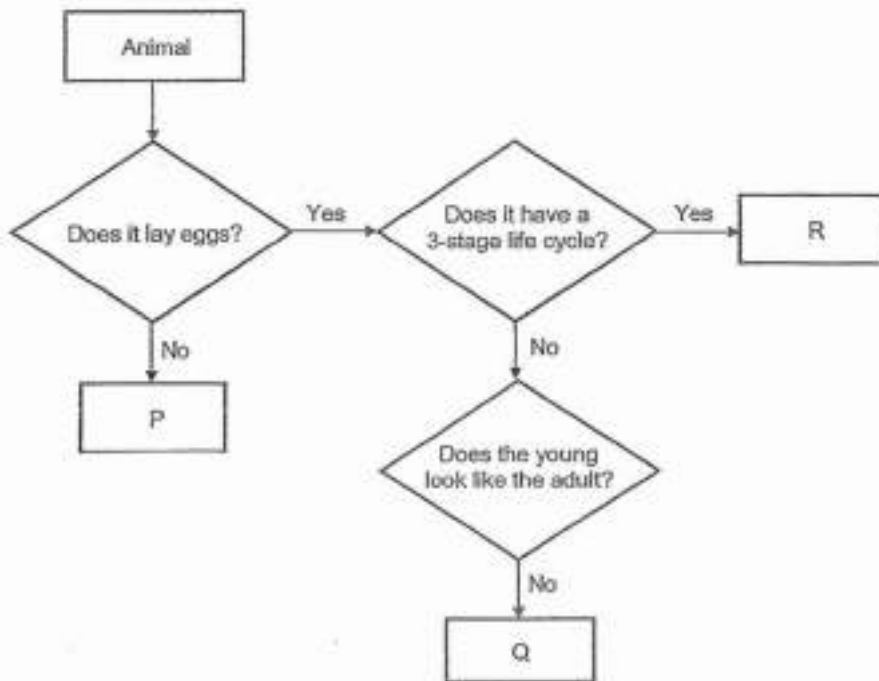 Animal
Does it lay eggs?
Yes
Does it have a
3-stage life cycle?
Yes
R
No
P
No
Does the young
look like the adult?
No
Q